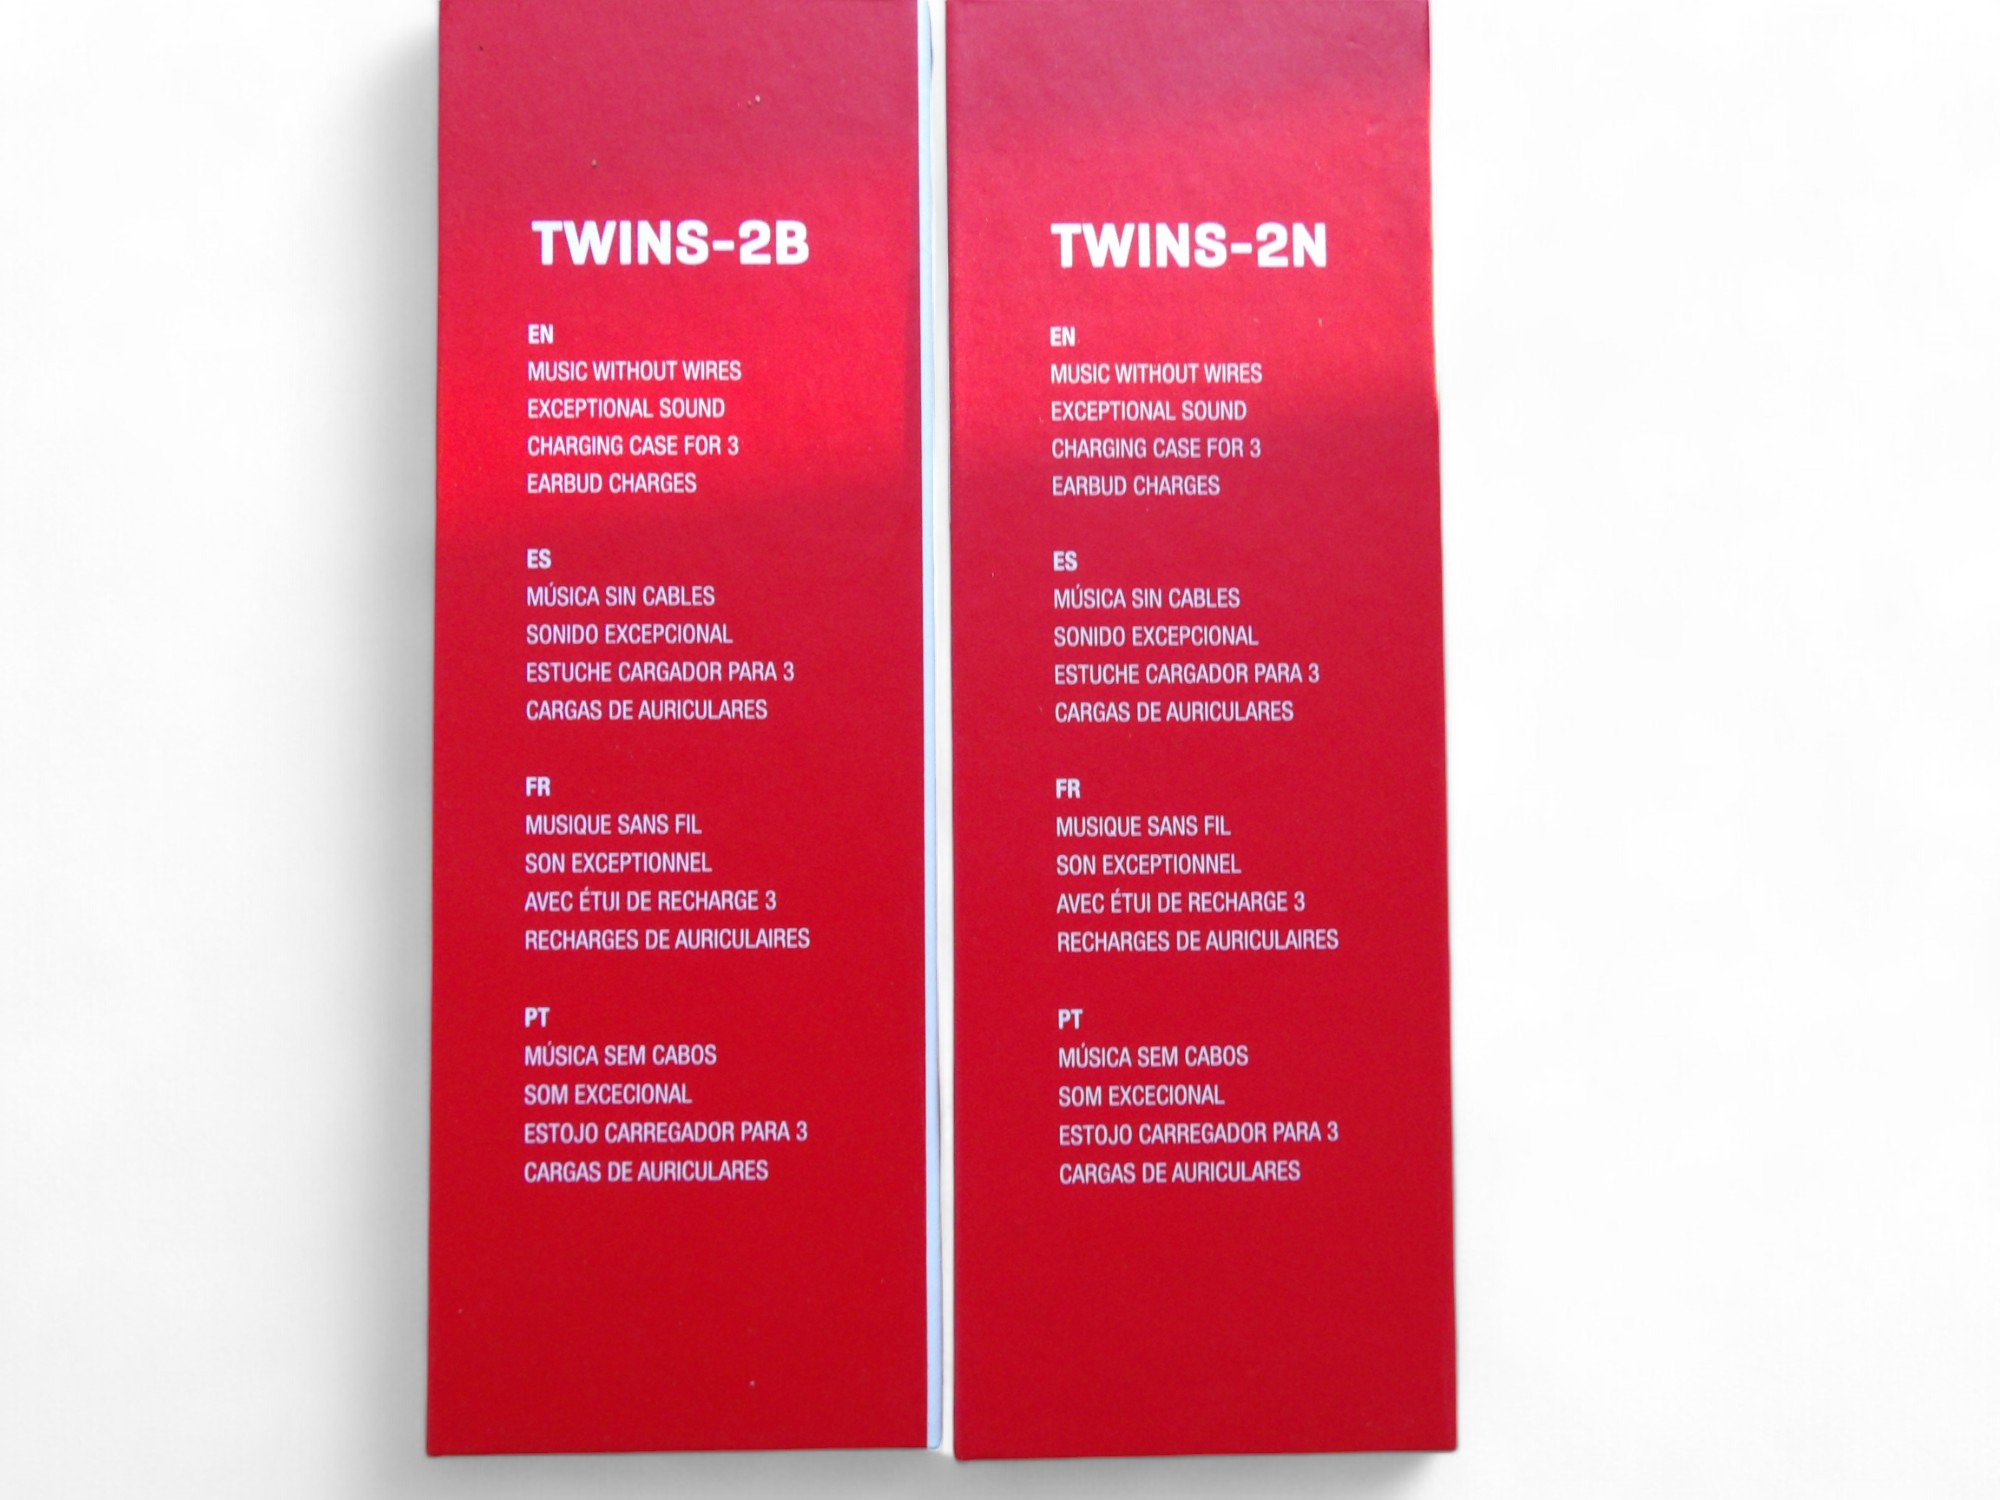 TWINS-2B
EN
MUSIC WITHOUT WIRES
EXCEPTIONAL SOUND
CHARGING CASE FOR 3
EARBUD CHARGES
ES
MÚSICA SIN CABLES
SONIDO EXCEPCIONAL
ESTUCHE CARGADOR PARA 3
CARGAS DE AURICULARES
FR
MUSIQUE SANS FIL
SON EXCEPTIONNEL
AVEC ÉTUI DE RECHARGE 3
RECHARGES DE AURICULAIRES
PT
MÚSICA SEM CABOS
SOM EXCECIONAL
ESTOJO CARREGADOR PARA 3
CARGAS DE AURICULARES
TWINS-2N
EN
MUSIC WITHOUT WIRES
EXCEPTIONAL SOUND
CHARGING CASE FOR 3
EARBUD CHARGES
ES
MÚSICA SIN CABLES
SONIDO EXCEPCIONAL
ESTUCHE CARGADOR PARA 3
CARGAS DE AURICULARES
FR
MUSIQUE SANS FIL
SON EXCEPTIONNEL
AVEC ÉTUI DE RECHARGE 3
RECHARGES DE AURICULAIRES
PT
MÚSICA SEM CABOS
SOM EXCECIONAL
ESTOJO CARREGADOR PARA 3
CARGAS DE AURICULARES